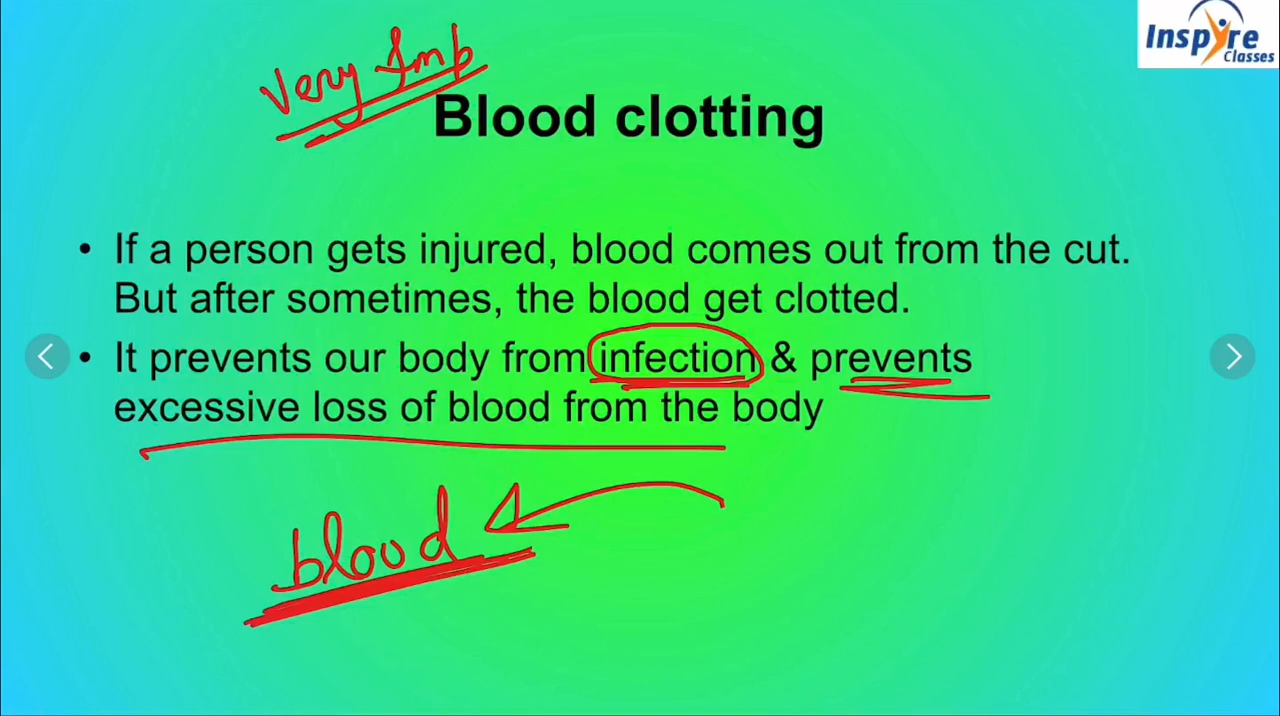 Inspyre
Classes
Very Imp
Blood clotting
• If a person gets injured, blood comes out from the cut.
But after sometimes, the blood get clotted.
• It prevents our body from infection & prevents
excessive loss of blood from the body
blood